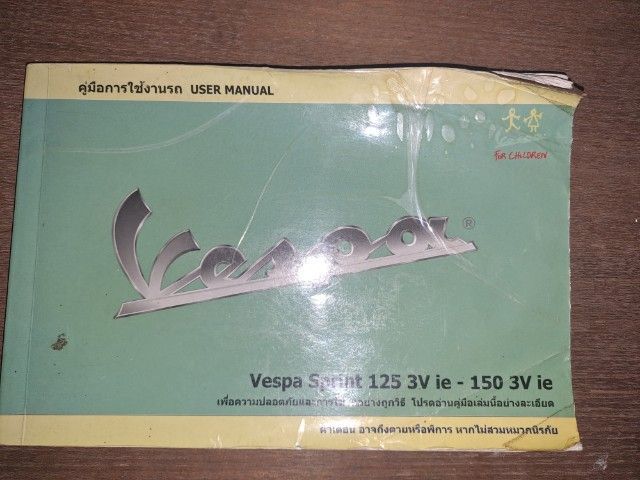 คู่มือการใช้งานรถ USER MANUAL
FOR CHILDREN
Vespa ®
Vespa Sprint 125 3V ie - 150 3V ie
เพื่อความปลอดภัยและการใช้ อย่างถูกวิธี โปรดอ่านคู่มือเล่มนี้อย่างละเอียด
คำเตือน อาจถึงตายหรือพิการ หากไม่สวมหมวกนิรภัย